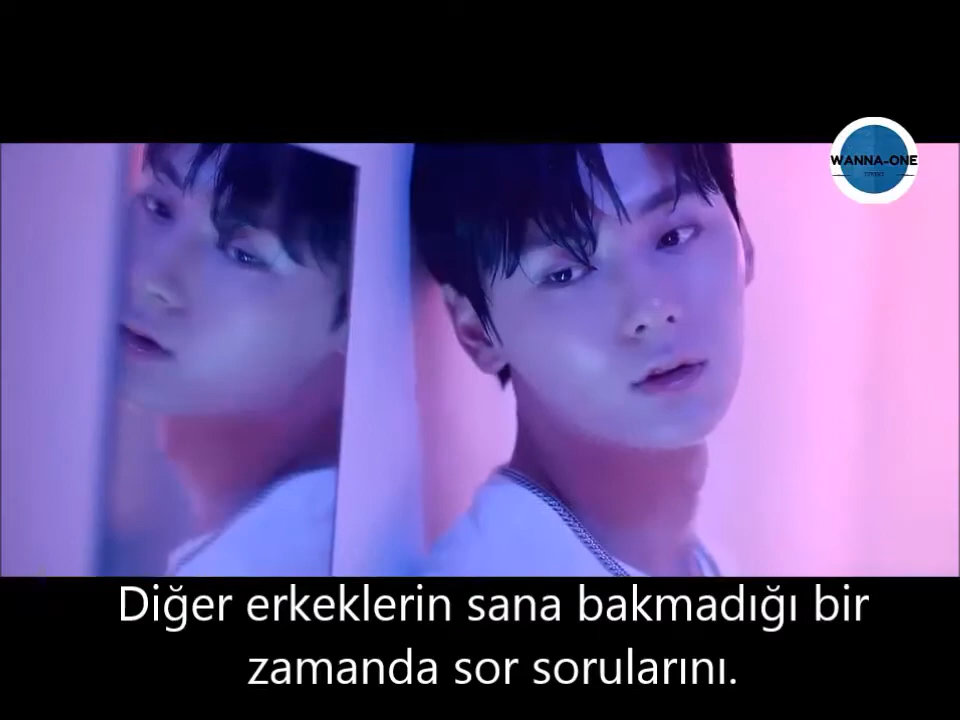 WANNA-ONE
Diğer erkeklerin sana bakmadığı bir
zamanda sor sorularını.